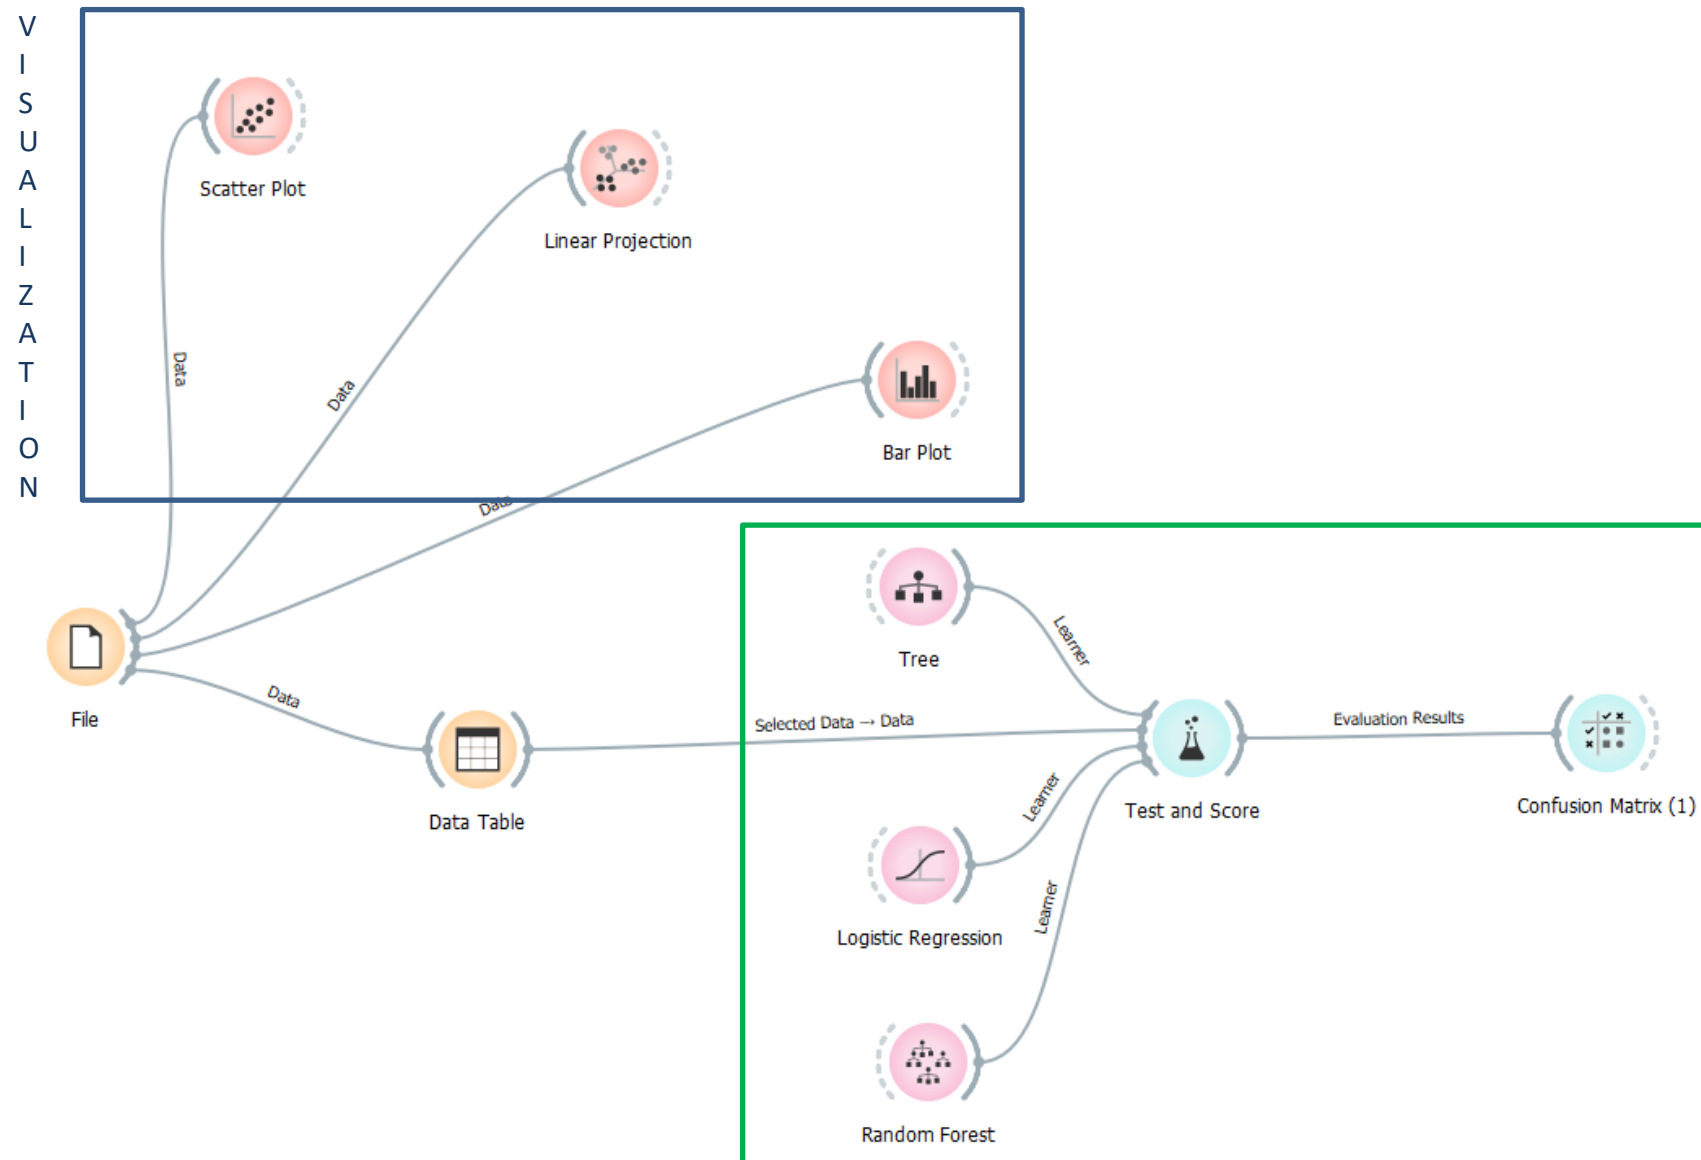 V
I
S
U
A
L
I
Z
A
T
I
O
N
Scatter Plot
Linear Projection
Data
Data
Bar Plot
Data
Tree
Learner
File
Data
Selected Data → Data
Evaluation Results
Data Table
Test and Score
Confusion Matrix (1)
Learner
Logistic Regression
Learner
Random Forest